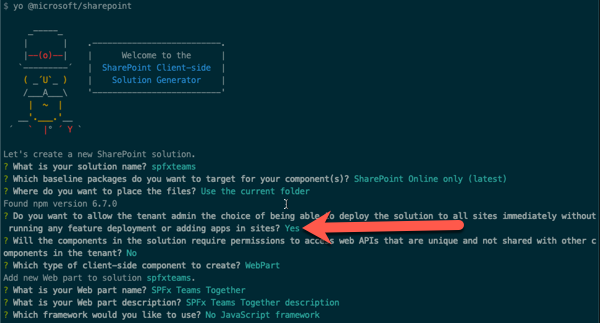 $ yo @microsoft/sharepoint
Welcome to the
SharePoint Client-side
Solution Generator
Let's create a new SharePoint solution.
? What is your solution name? spfxteams
? Which baseline packages do you want to target for your component(s)? SharePoint Online only (latest)
? Where do you want to place the files? Use the current folder
Found npm version 6.7.0
? Do you want to allow the tenant admin the choice of being able to deploy the solution to all sites immediately without
running any feature deployment or adding apps in sites? Yes
? Will the components in the solution require permissions to access web APIs that are unique and not shared with other c
omponents in the tenant? No
? Which type of client-side component to create? WebPart
Add new Web part to solution spfxteams.
? What is your Web part name? SPFx Teams Together
? What is your Web part description? SPFx Teams Together description
? Which framework would you like to use? No JavaScript framework